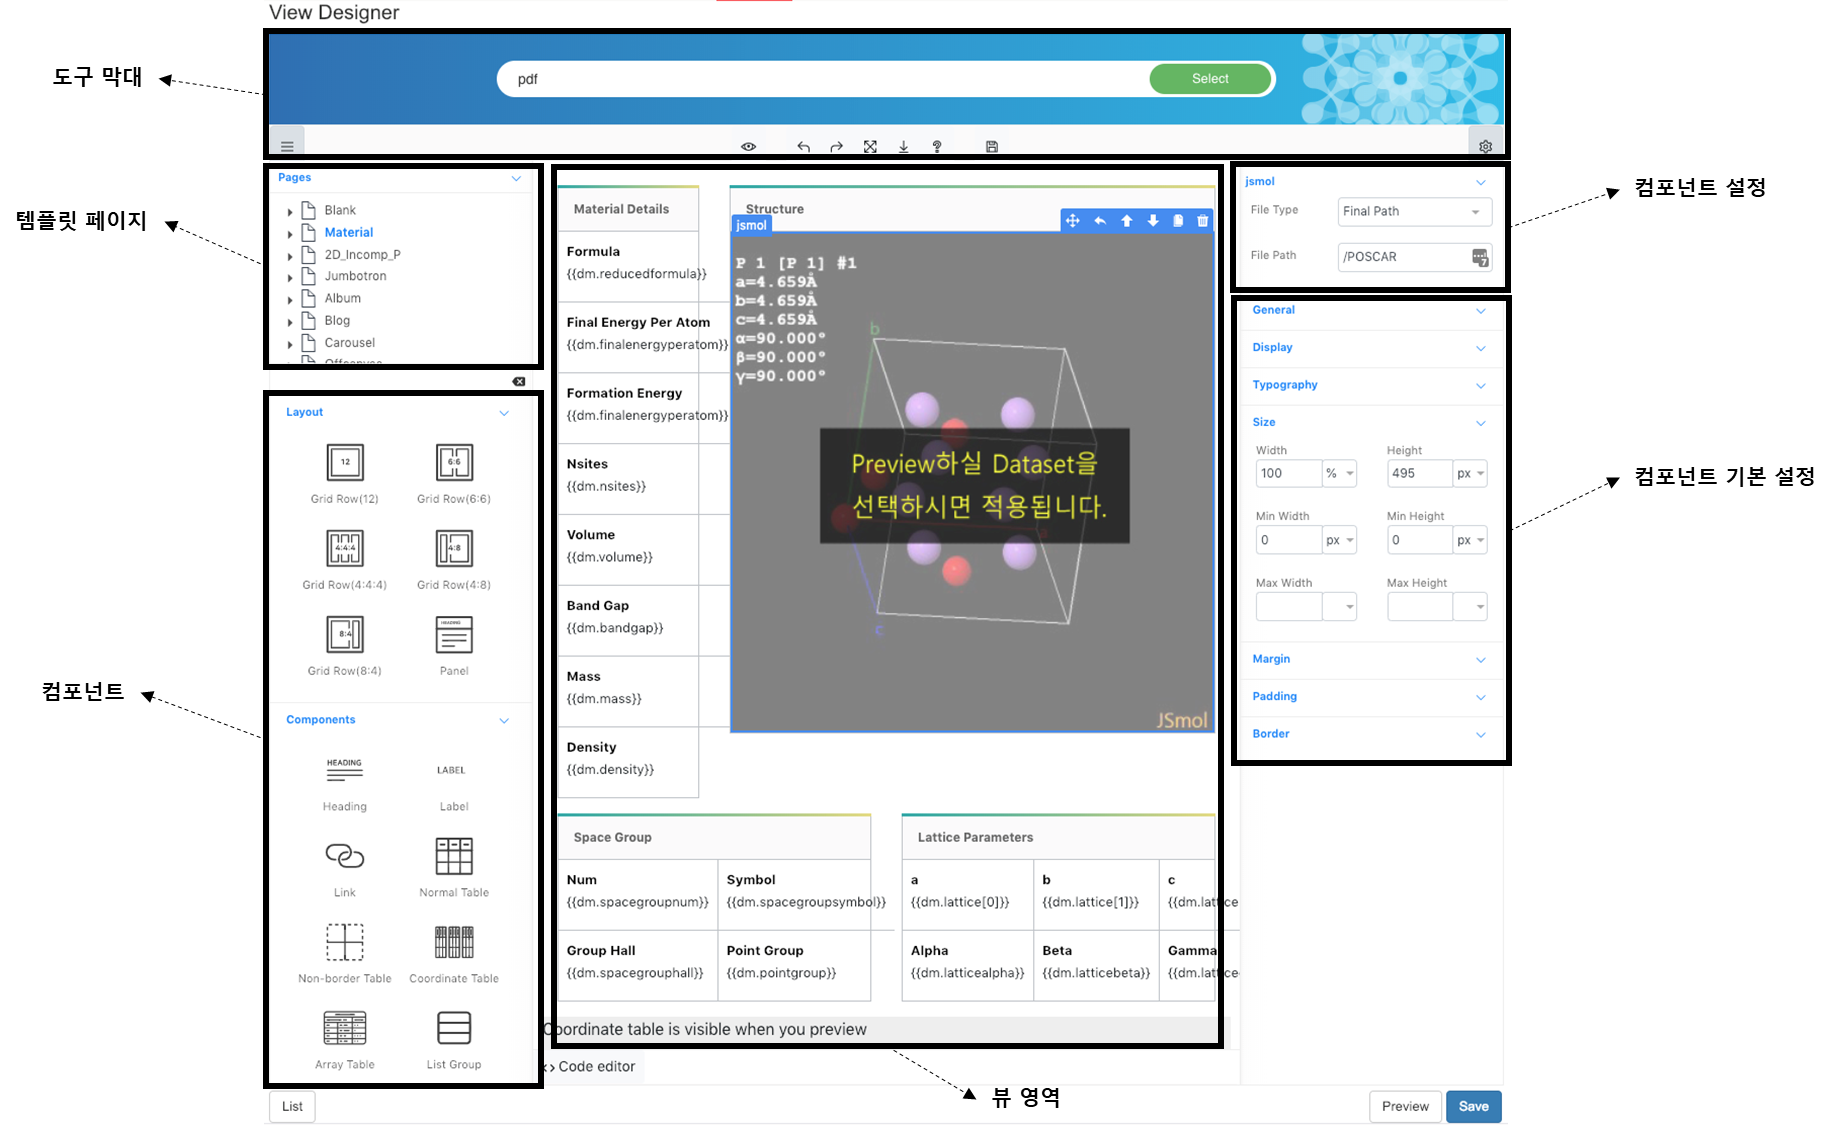 View Designer
도구 막대
pdf
Select
템플릿 페이지
Pages
Blank
Material
2D_Incomp_P
Jumbotron
Album
Blog
Carousel
컴포넌트
Layout
12
6:6
Grid Row(12)
Grid Row(6:6)
4:4:4
4:8
Grid Row(4:4:4)
Grid Row(4:8)
8:4
HEADING
Grid Row(8:4)
Panel
Components
HEADING
LABEL
Heading
Label
Link
Normal Table
Non-border Table
Coordinate Table
Array Table
List Group
Material Details
Formula
{{dm.reducedformula}}
Final Energy Per Atom
{{dm.finalenergyperatom}}
Formation Energy
{{dm.finalenergyperatom}}
Nsites
{{dm.nsites}}
Volume
{{dm.volume}}
Band Gap
{{dm.bandgap}}
Mass
{{dm.mass}}
Density
{{dm.density}}
Structure
jsmol
P 1 [P 1] #1
a=4.659Å
b=4.659Å
c=4.659Å
α=90.000°
β=90.000°
γ=90.000°
b
a
c
Preview하실 Dataset을
선택하시면 적용됩니다.
JSmol
Space Group
Num
Symbol
{{dm.spacegroupnum}}
{{dm.spacegroupsymbol}}
Group Hall
Point Group
{{dm.spacegrouphall}}
{{dm.pointgroup}}
Lattice Parameters
a
b
c
{{dm.lattice[0]}}
{{dm.lattice[1]}}
{{dm.lattice
Alpha
Beta
Gamma
{{dm.latticealpha}}
{{dm.latticebeta}}
{{dm.lattice
Coordinate table is visible when you preview
Code editor
뷰 영역
컴포넌트 설정
jsmol
File Type
Final Path
File Path
/POSCAR
7
컴포넌트 기본 설정
General
Display
Typography
Size
Width
Height
100
%
495
px
Min Width
Min Height
0
px
0
px
Max Width
Max Height
Margin
Padding
Border
List
Preview
Save